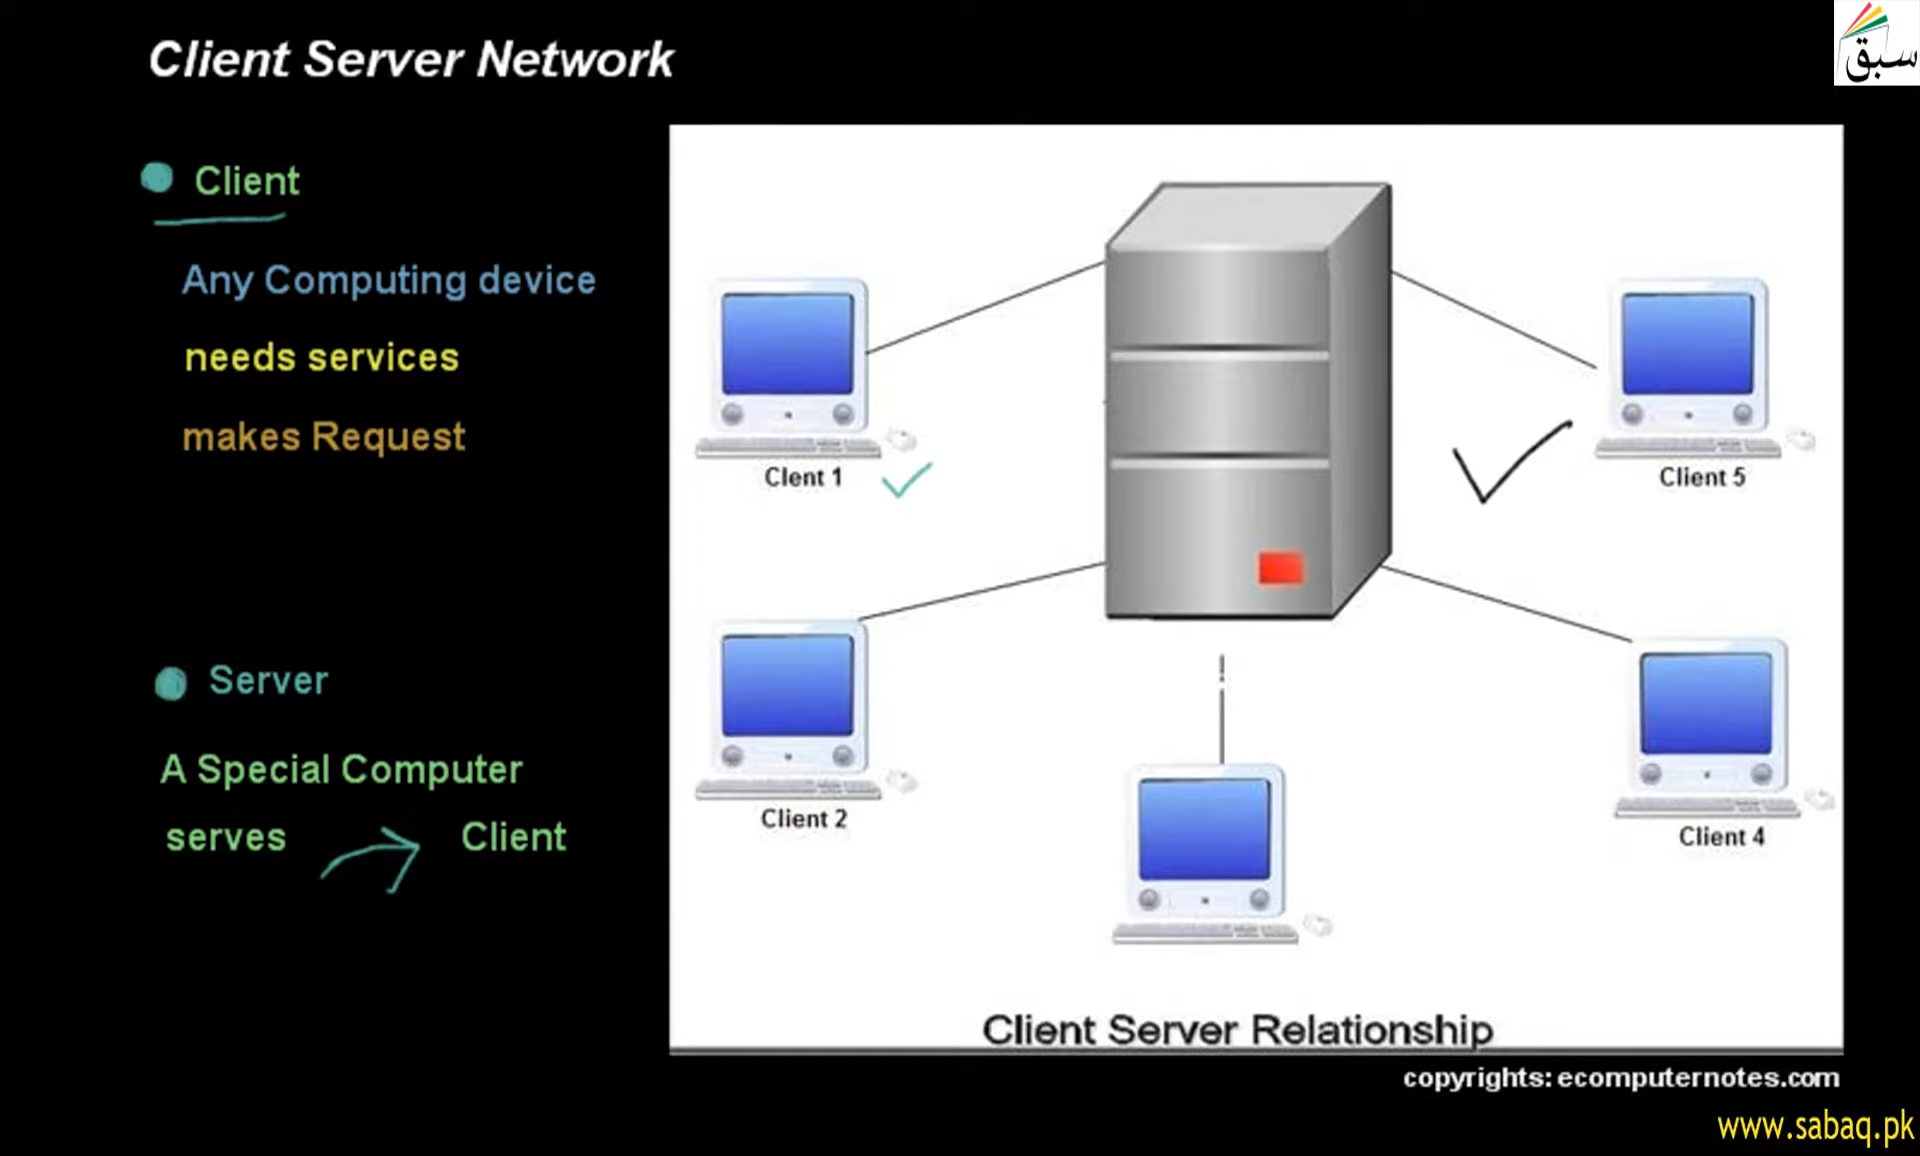 Client Server Network
سبق
Client
Any Computing device
needs services
makes Request
Server
A Special Computer
serves Client
Clent 1
Client 5
Client 2
Client 4
Client Server Relationship
copyrights: ecomputernotes.com
www.sabaq.pk